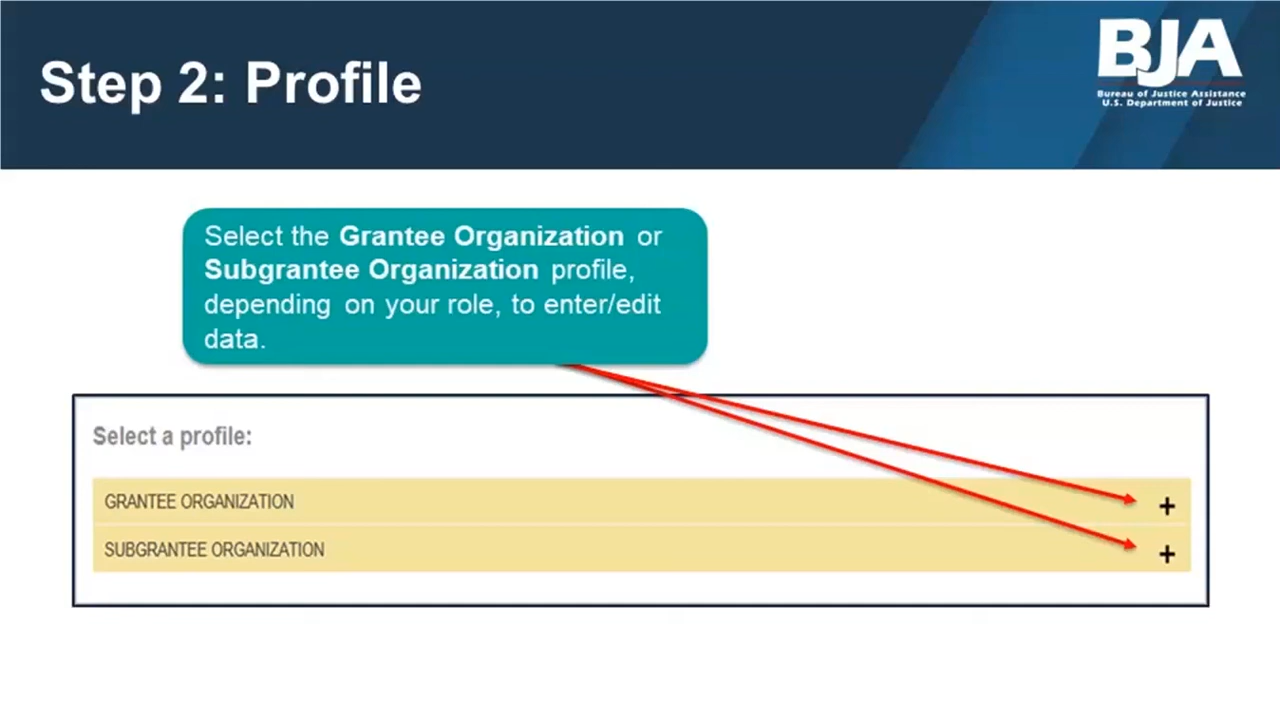 Step 2: Profile
BJA
Bureau of Justice Assistance
U.S. Department of Justice
Select the Grantee Organization or
Subgrantee Organization profile,
depending on your role, to enter/edit
data.
Select a profile:
GRANTEE ORGANIZATION +
SUBGRANTEE ORGANIZATION +